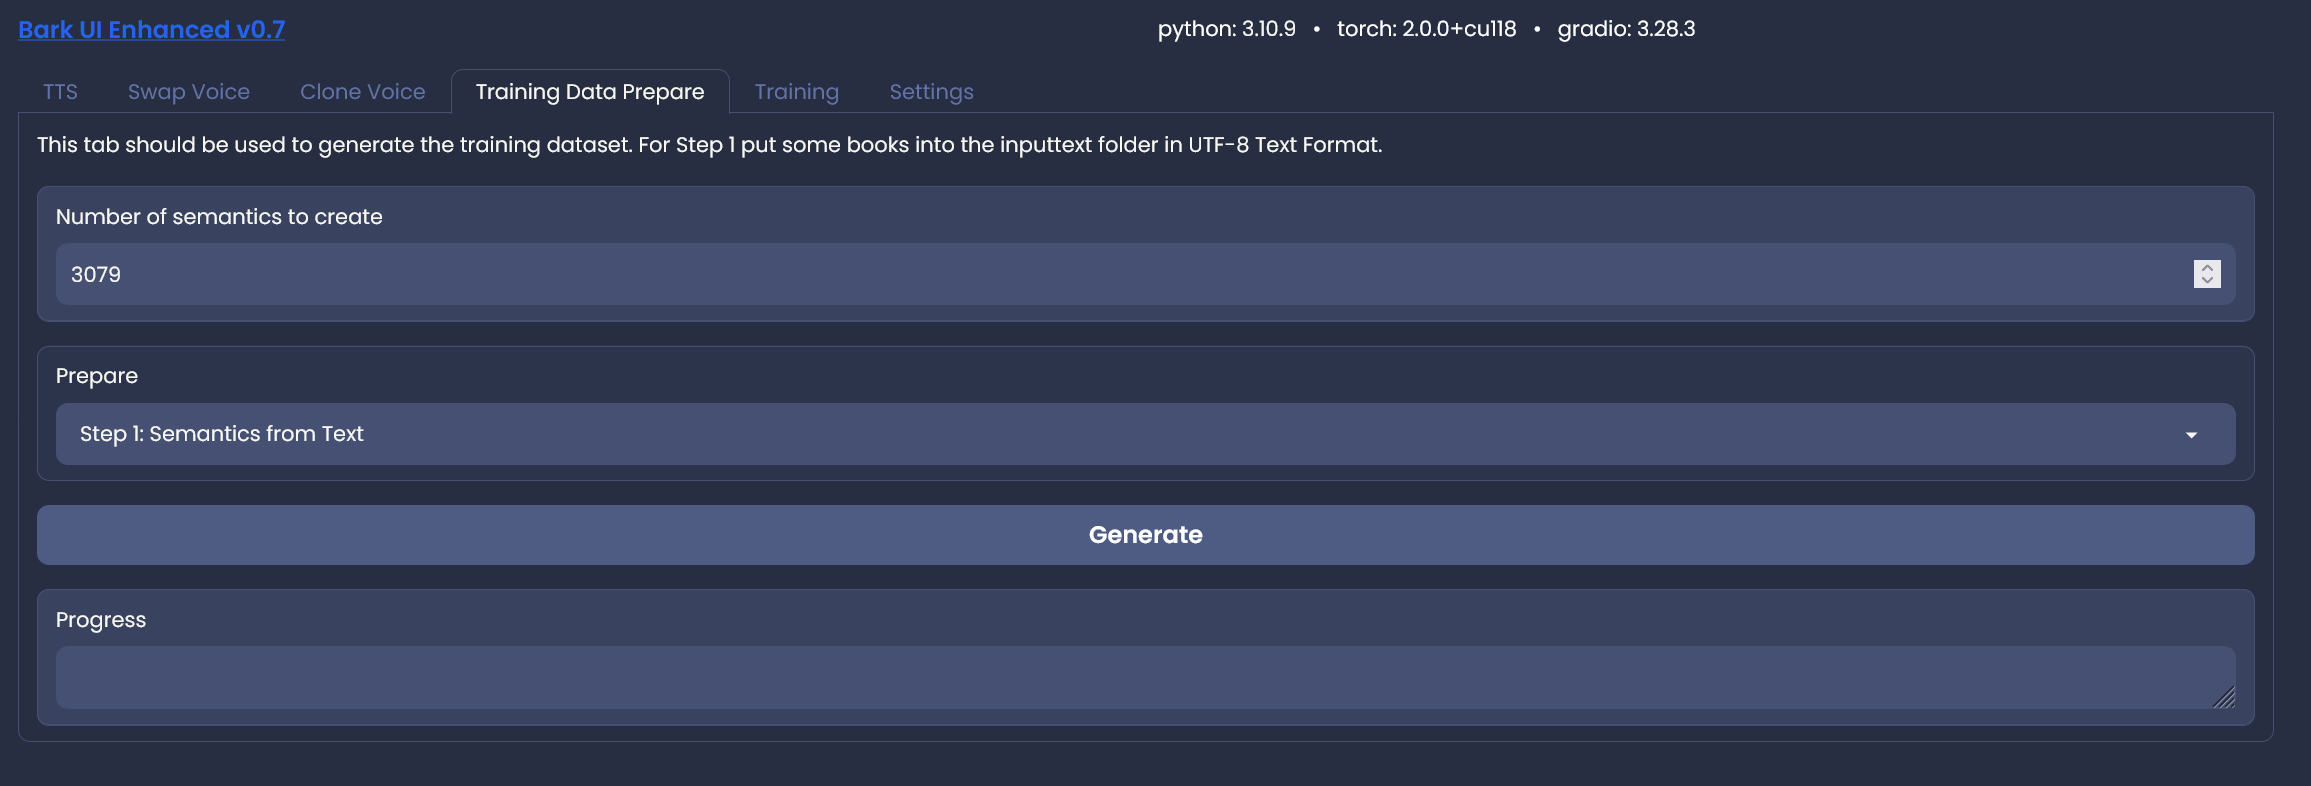 Bark UI Enhanced v0.7
python: 3.10.9 • torch: 2.0.0+cu118 • gradio: 3.28.3
TTS Swap Voice Clone Voice Training Data Prepare Training Settings
This tab should be used to generate the training dataset. For Step 1 put some books into the inputtext folder in UTF-8 Text Format.
Number of semantics to create
3079
Prepare
Step 1: Semantics from Text
Generate
Progress